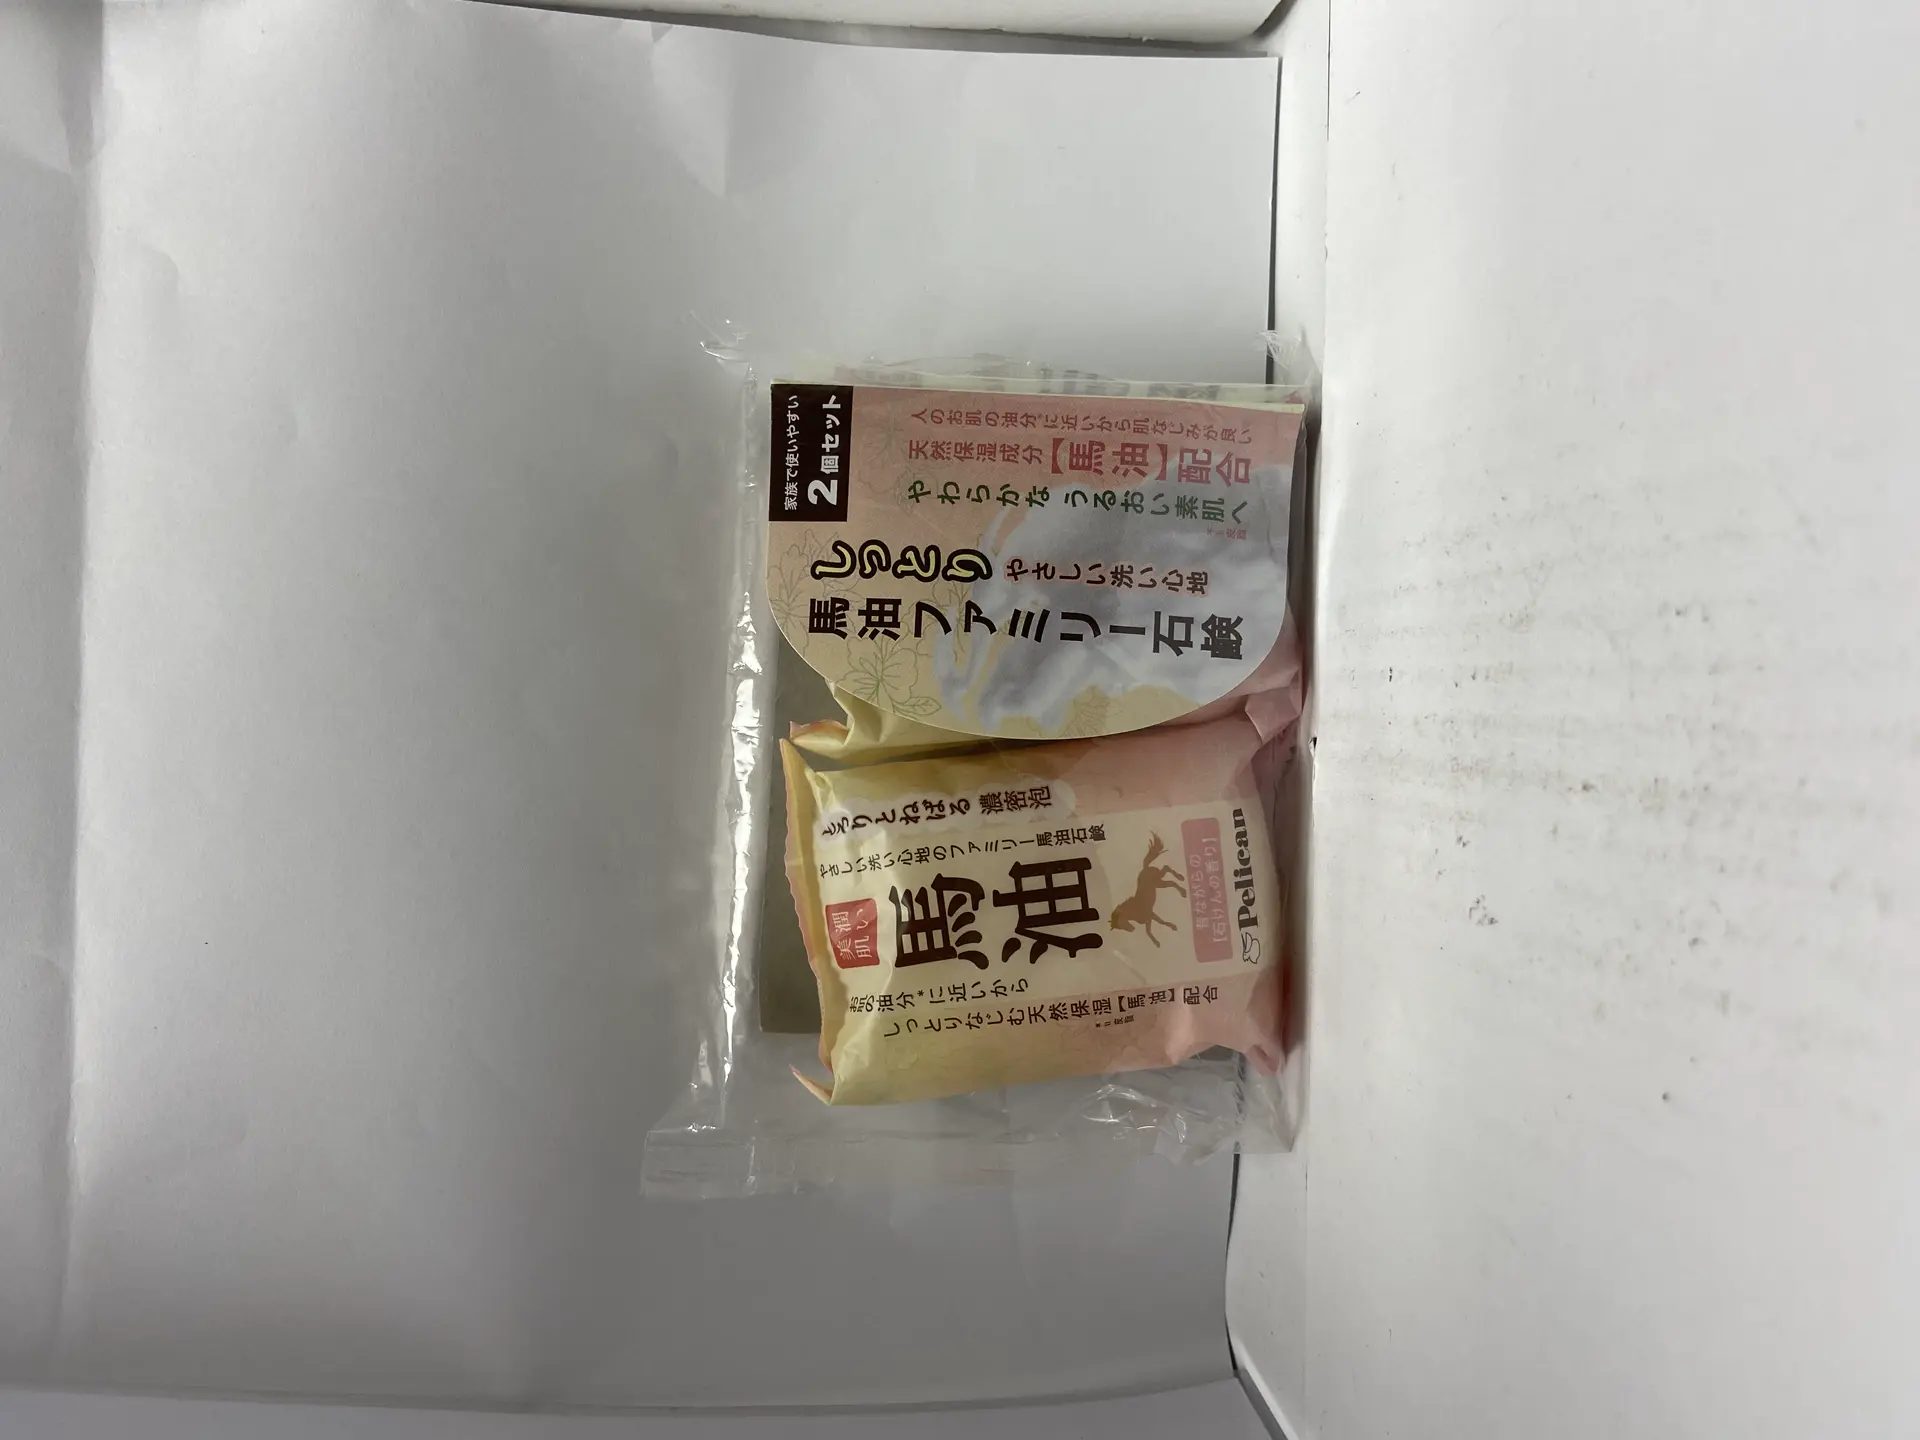 家族で使いやすい
2個セット
人のお肌の油分*に近いから肌なじみが良い
天然保湿成分【馬油】配合
やわらかな うるおい素肌へ
しっとり
やさしい洗い心地
馬油ファミリー石鹸
とろりとねばる 濃密泡
やさしい洗い心地のファミリー馬油石鹸
美潤
肌い
馬油
昔ながらの
【石けんの香り】
Pelican
お肌の油分*に近いから
しっとりなじむ天然保湿【馬油】配合